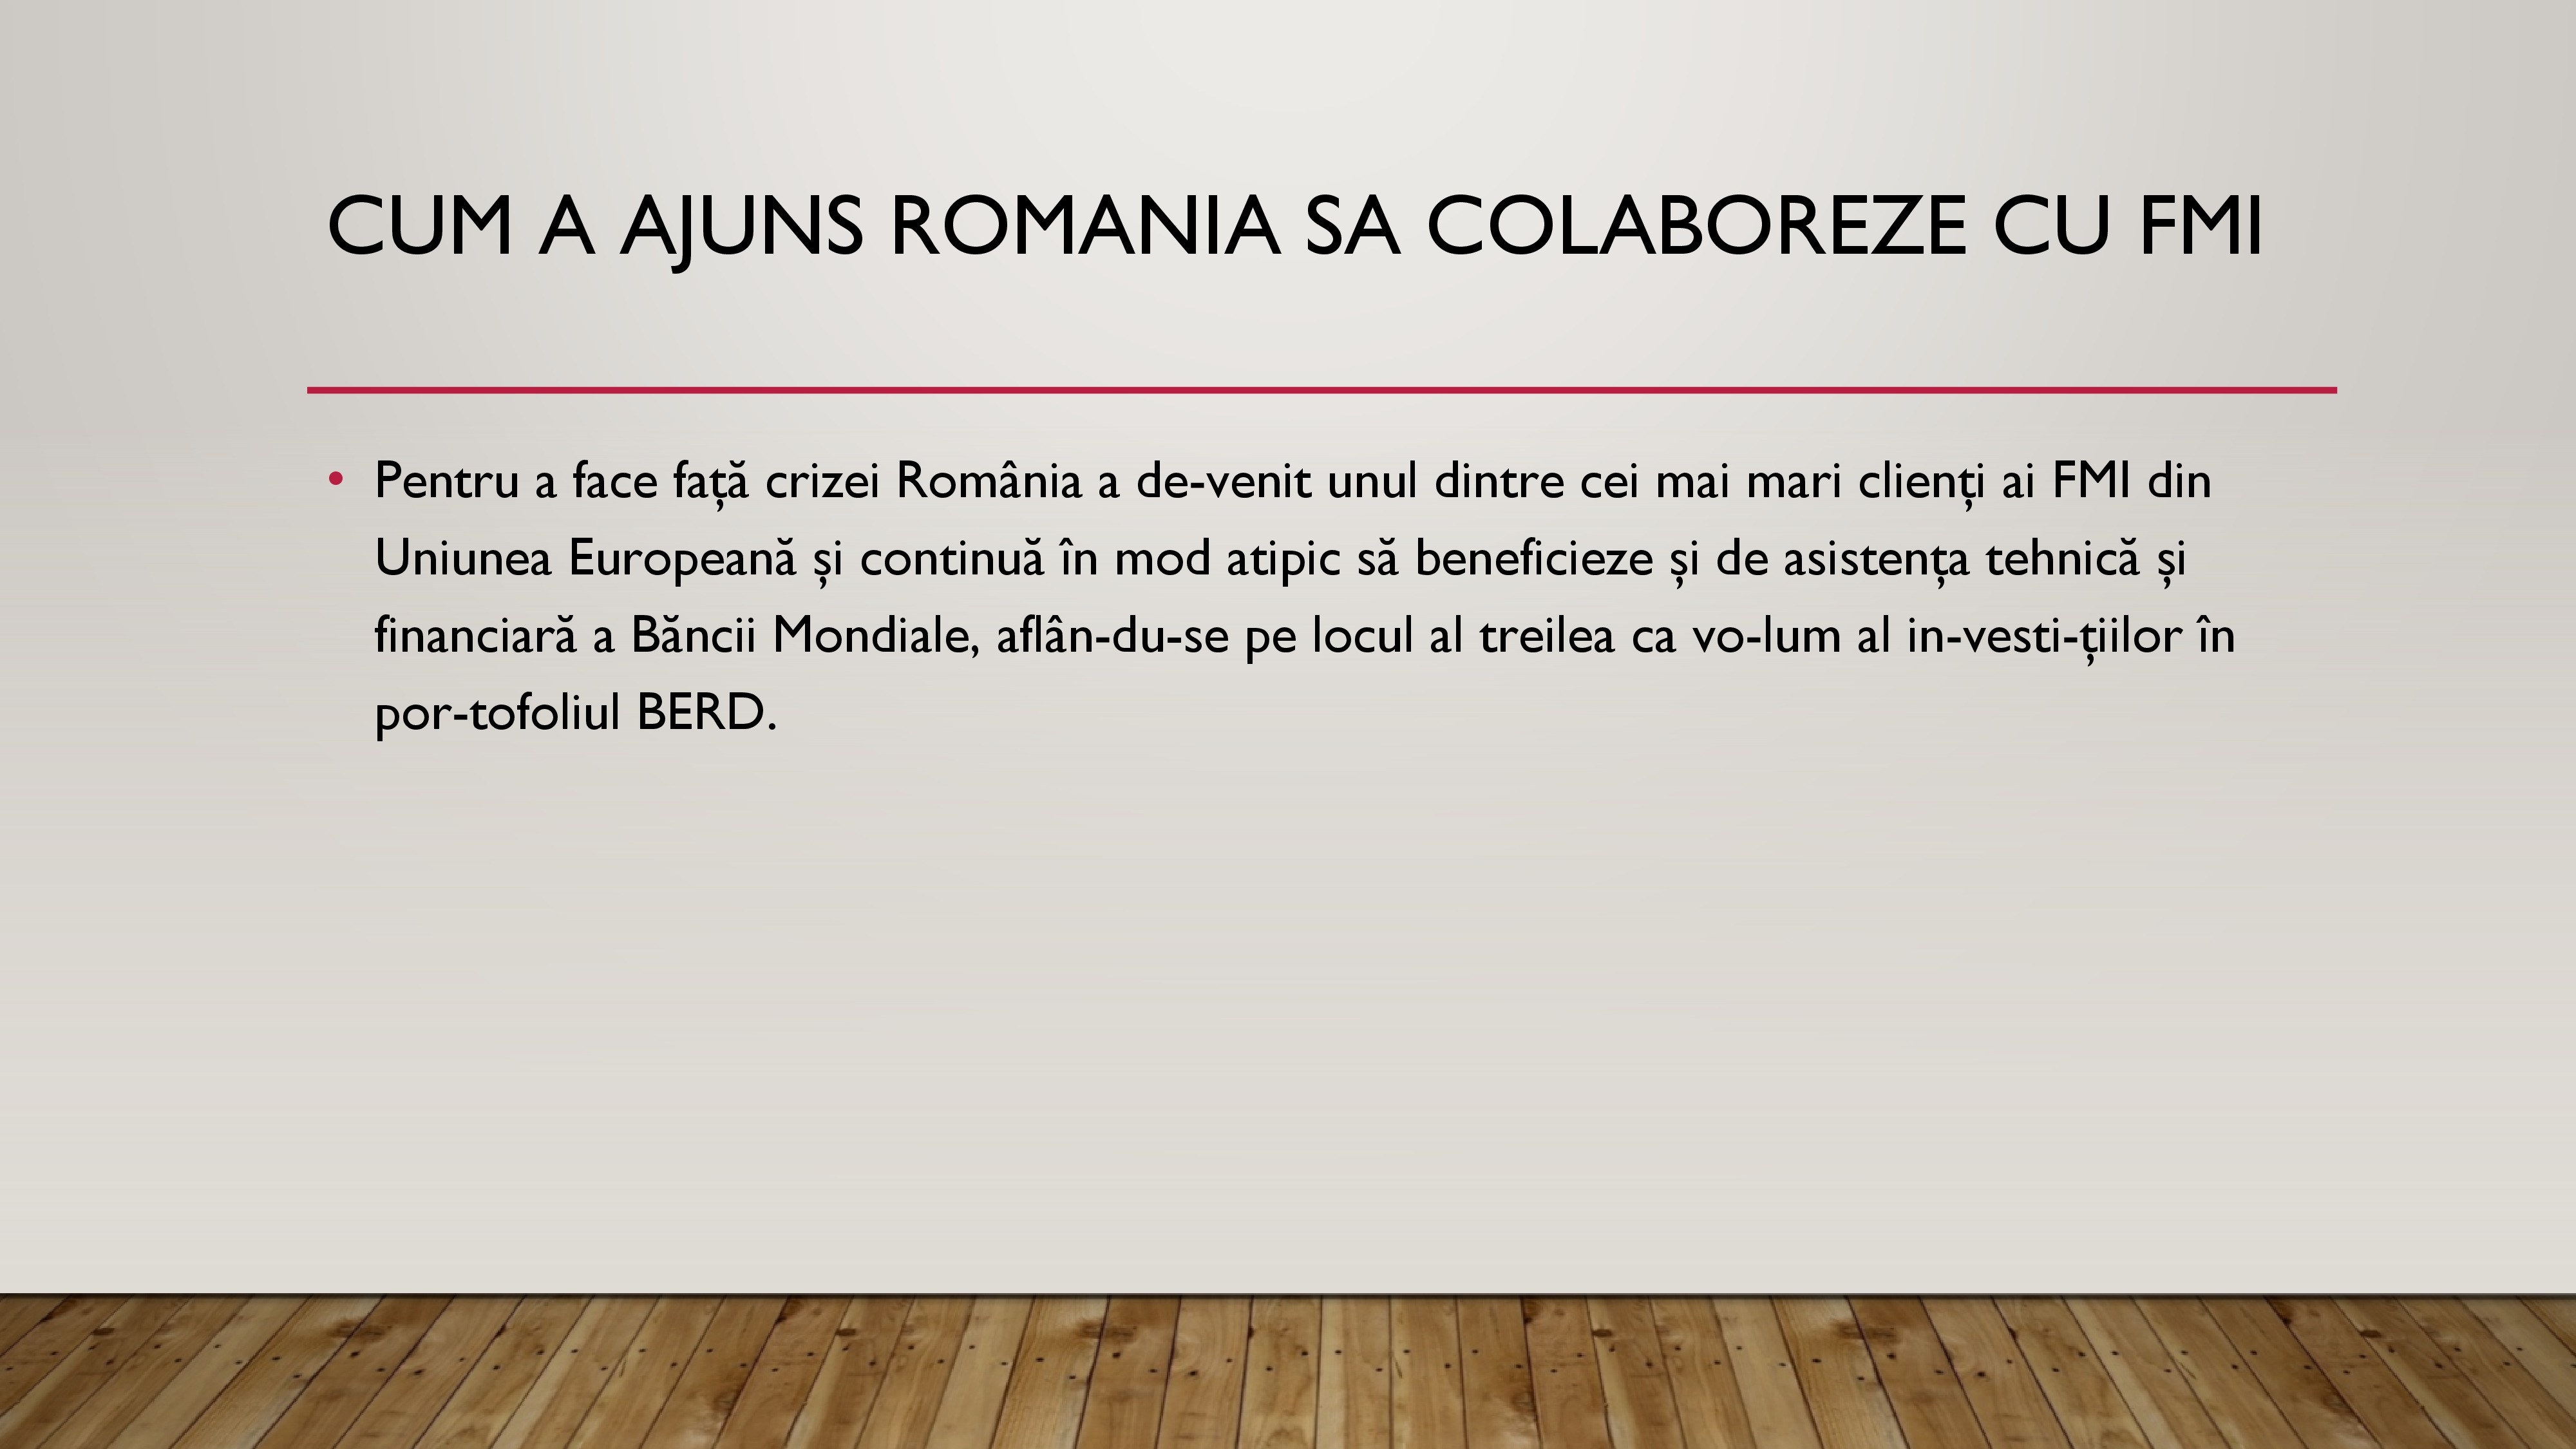 CUM A AJUNS ROMANIA SA COLABOREZE CU FMI
• Pentru a face față crizei România a de-venit unul dintre cei mai mari clienți ai FMI din
Uniunea Europeană și continuă în mod atipic să beneficieze și de asistența tehnică și
financiară a Băncii Mondiale, aflân-du-se pe locul al treilea ca vo-lum al in-vesti-țiilor în
por-tofoliul BERD.